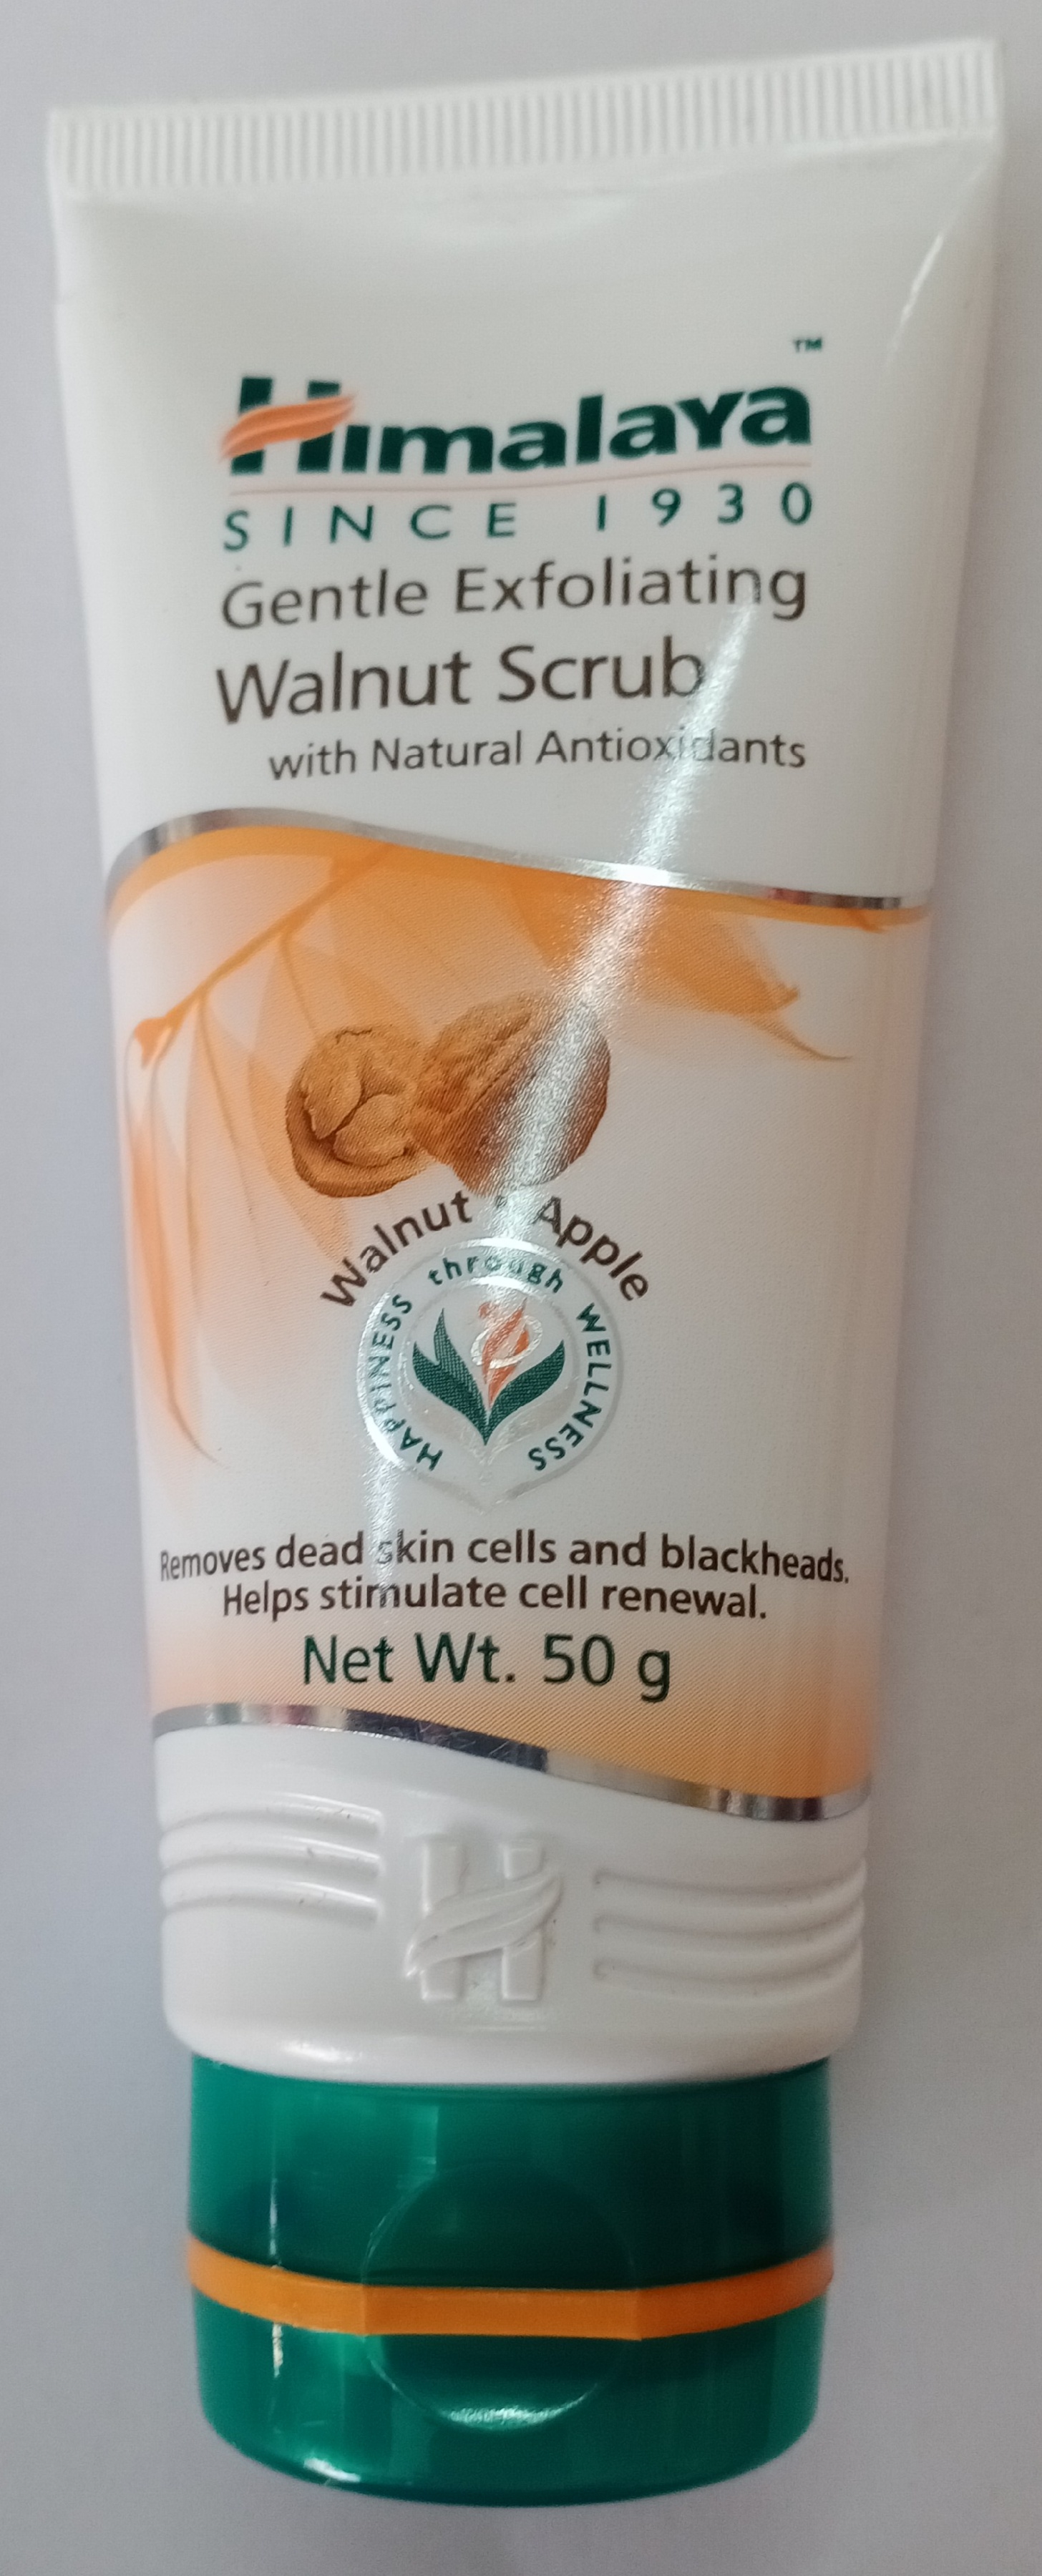 Himalaya™
SINCE 1930
Gentle Exfoliating
Walnut Scrub
with Natural Antioxidants
Walnut • Apple
HAPPINESS through WELLNESS
Removes dead skin cells and blackheads.
Helps stimulate cell renewal.
Net Wt. 50 g
H